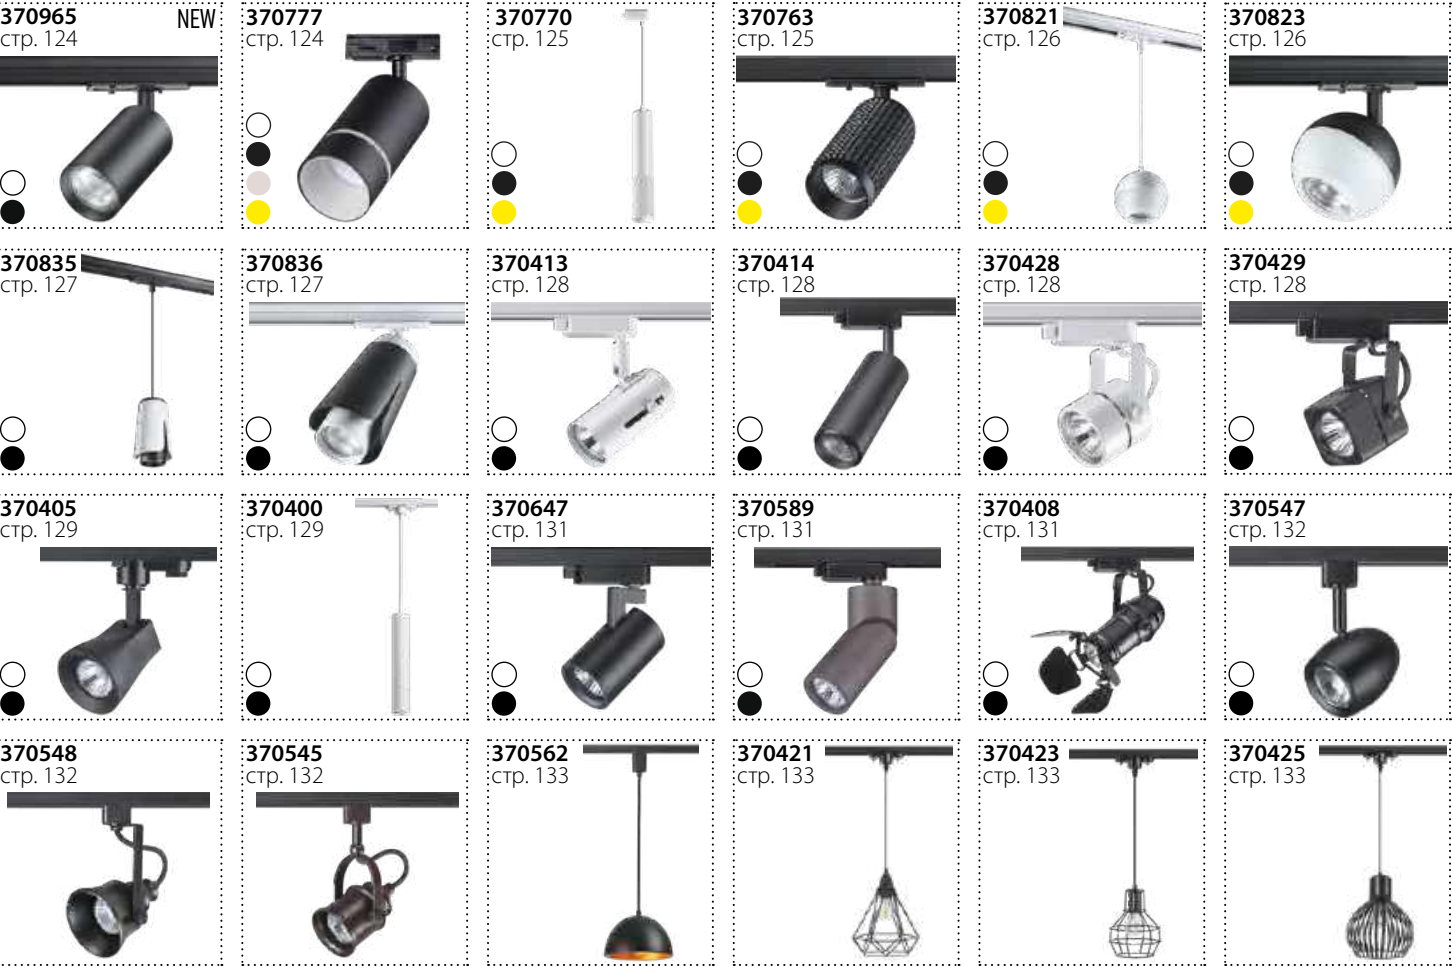 370965 NEW
стр. 124
370777
стр. 124
370770
стр. 125
370763
стр. 125
370821
стр. 126
370823
стр. 126
370835
стр. 127
370836
стр. 127
370413
стр. 128
370414
стр. 128
370428
стр. 128
370429
стр. 128
370405
стр. 129
370400
стр. 129
370647
стр. 131
370589
стр. 131
370408
стр. 131
370547
стр. 132
370548
стр. 132
370545
стр. 132
370562
стр. 133
370421
стр. 133
370423
стр. 133
370425
стр. 133